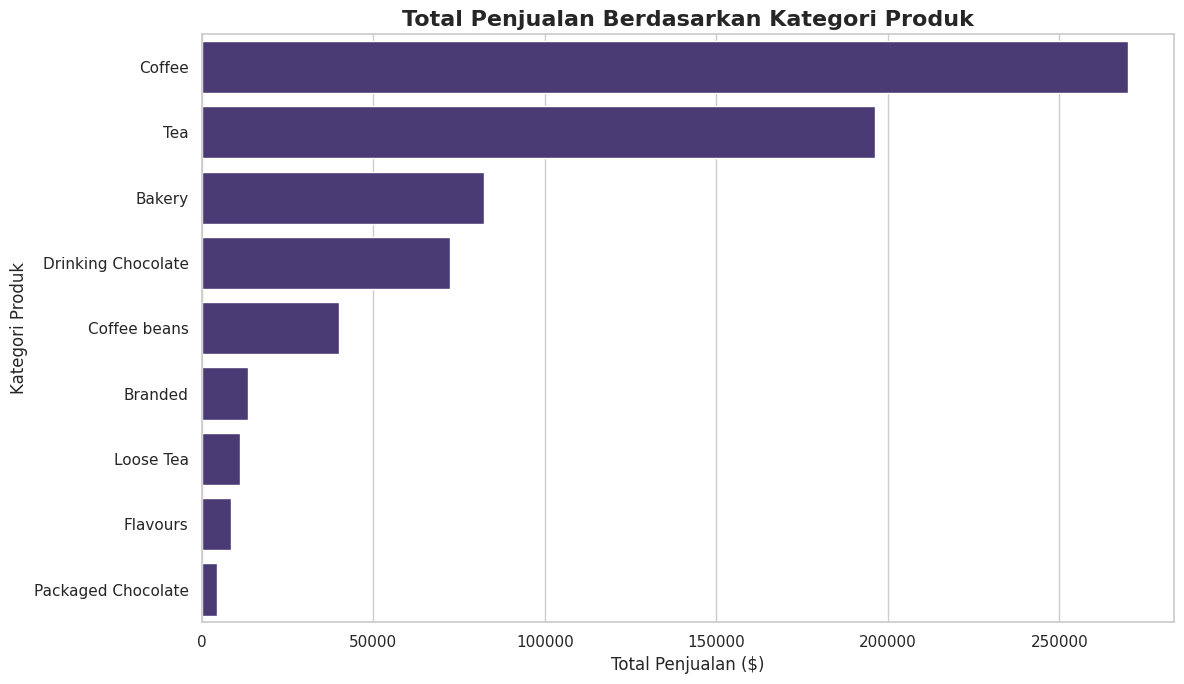 Total Penjualan Berdasarkan Kategori Produk
Kategori Produk
Coffee
Tea
Bakery
Drinking Chocolate
Coffee beans
Branded
Loose Tea
Flavours
Packaged Chocolate
0 50000 100000 150000 200000 250000
Total Penjualan ($)